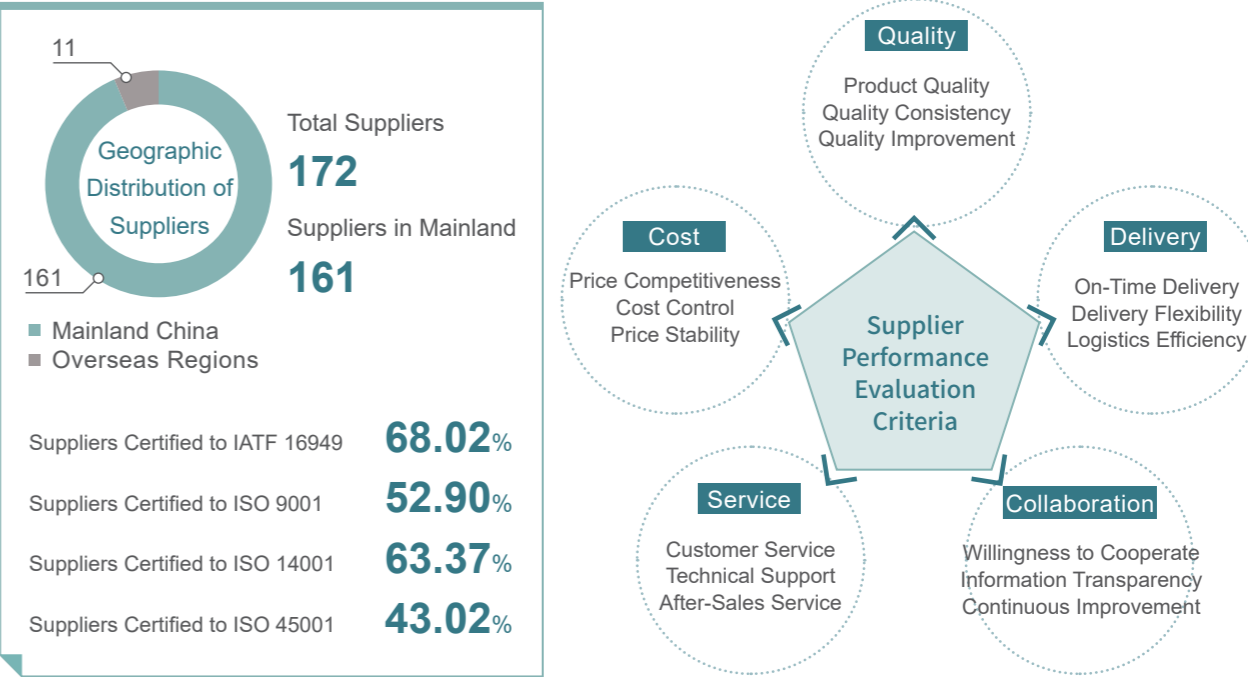 11
Geographic
Distribution of
Suppliers
161
Mainland China
Overseas Regions
Total Suppliers
172
Suppliers in Mainland
161
Suppliers Certified to IATF 16949 68.02%
Suppliers Certified to ISO 9001 52.90%
Suppliers Certified to ISO 14001 63.37%
Suppliers Certified to ISO 45001 43.02%
Quality
Product Quality
Quality Consistency
Quality Improvement
Cost
Price Competitiveness
Cost Control
Price Stability
Delivery
On-Time Delivery
Delivery Flexibility
Logistics Efficiency
Supplier
Performance
Evaluation
Criteria
Service
Customer Service
Technical Support
After-Sales Service
Collaboration
Willingness to Cooperate
Information Transparency
Continuous Improvement